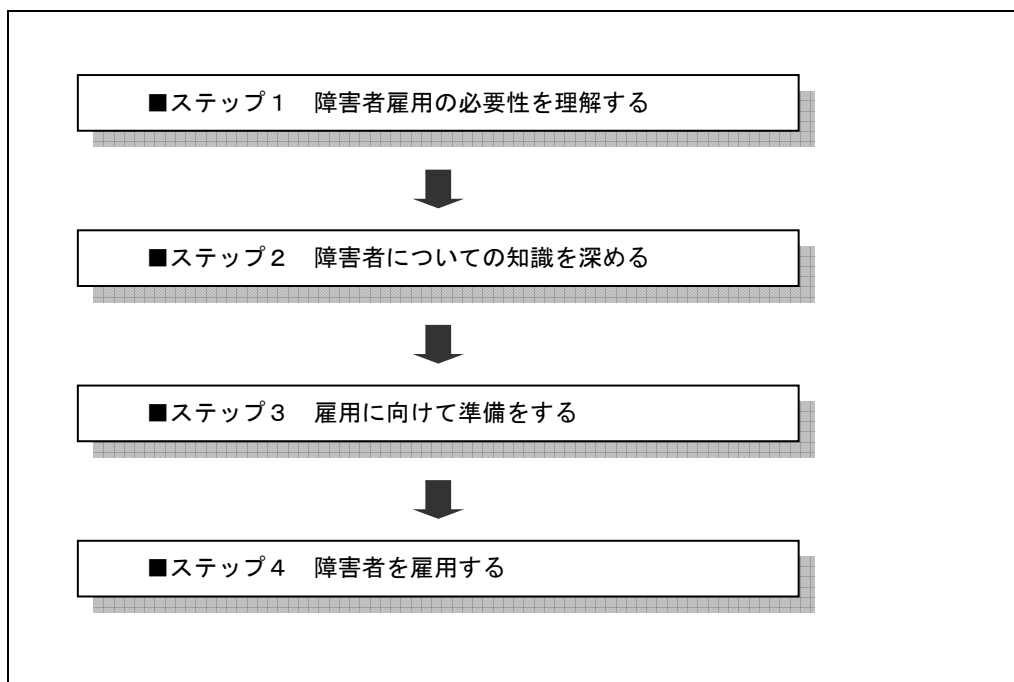 ■ステップ１　障害者雇用の必要性を理解する
■ステップ２　障害者についての知識を深める
■ステップ３　雇用に向けて準備をする
■ステップ４　障害者を雇用する